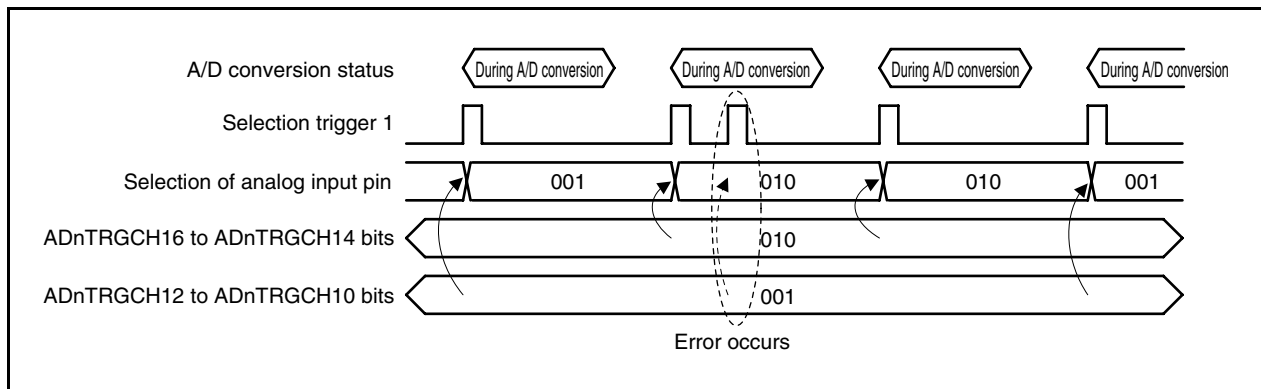 A/D conversion status During A/D conversion During A/D conversion During A/D conversion During A/D conversion
Selection trigger 1
Selection of analog input pin 001 010 010 001
ADnTRGCH16 to ADnTRGCH14 bits 010
ADnTRGCH12 to ADnTRGCH10 bits 001
Error occurs